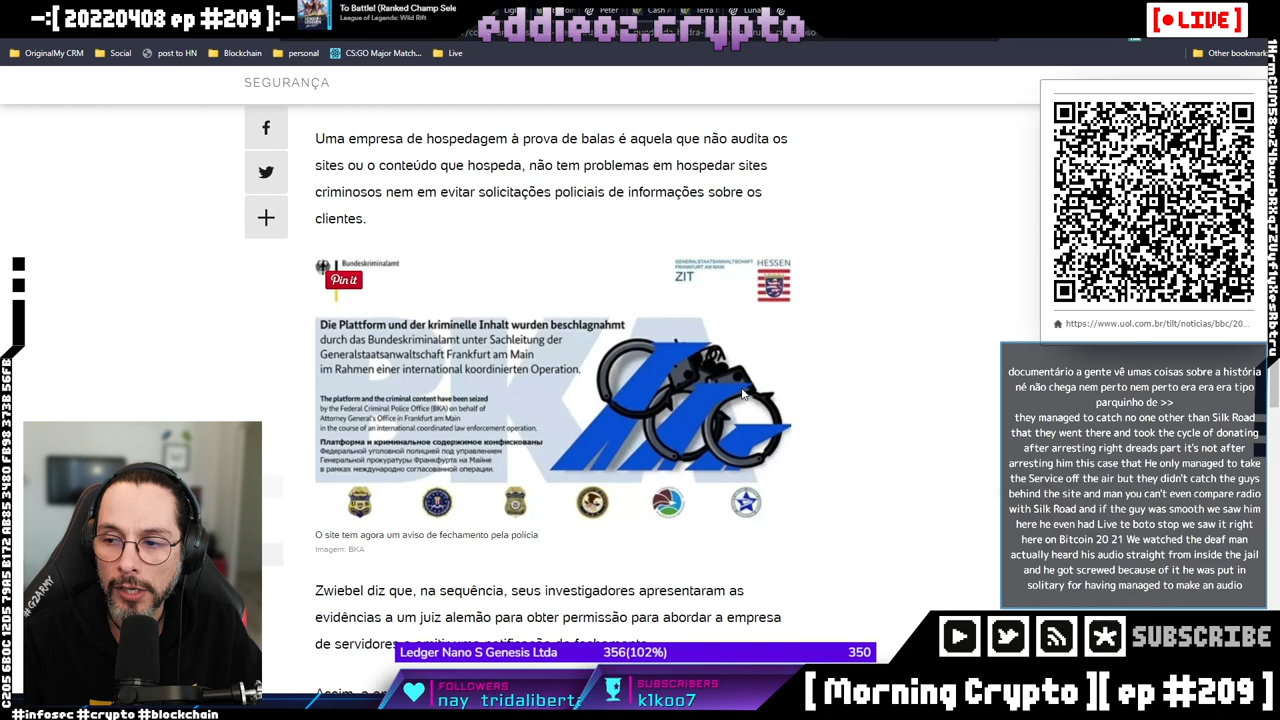 -:[ 20220408 ep #209 ]:-
To Battle! (Ranked Champ Sele
League of Legends: Wild Rift
eddieoz.crypto
[ LIVE ]
OriginalMy CRM
Social
post to HN
Blockchain
personal
CS:GO Major Match...
Live
Other bookmark
SEGURANÇA
Uma empresa de hospedagem à prova de balas é aquela que não audita os
sites ou o conteúdo que hospeda, não tem problemas em hospedar sites
criminosos nem em evitar solicitações policiais de informações sobre os
clientes.
Bundeskriminalamt
Pin it
GENERALSTAATSANWALTSCHAFT
FRANKFURT AM MAIN
ZIT
HESSEN
BKA
Die Plattform und der kriminelle Inhalt wurden beschlagnahmt
durch das Bundeskriminalamt unter Sachleitung der
Generalstaatsanwaltschaft Frankfurt am Main
im Rahmen einer international koordinierten Operation.
The platform and the criminal content have been seized
by the Federal Criminal Police Office (BKA) on behalf of
Attorney General's Office in Frankfurt am Main
in the course of an international coordinated law enforcement operation.
Платформа и криминальное содержимое конфискованы
Федеральной уголовной полицией под управлением
Генеральной прокуратуры Франкфурта на Майне
в рамках международно согласованной операции.
O site tem agora um aviso de fechamento pela polícia
Imagem: BKA
Zwiebel diz que, na sequência, seus investigadores apresentaram as
evidências a um juiz alemão para obter permissão para abordar a empresa
de servidores e emitir uma notificação de fechamento.
https://www.uol.com.br/tilt/noticias/bbc/20...
documentário a gente vê umas coisas sobre a história
né não chega nem perto nem perto era era era tipo
parquinho de >>
they managed to catch no one other than Silk Road
that they went there and took the cycle of donating
after arresting right dreads part it's not after
arresting him this case that He only managed to take
the Service off the air but they didn't catch the guys
behind the site and man you can't even compare radio
with Silk Road and if the guy was smooth we saw him
here he even had Live te boto stop we saw it right
here on Bitcoin 20 21 We watched the deaf man
actually heard his audio straight from inside the jail
and he got screwed because of it he was put in
solitary for having managed to make an audio
SUBSCRIBE
Ledger Nano S Genesis Ltda
356(102%)
350
FOLLOWERS
nay_tridaliberta
SUBSCRIBERS
k1koo7
[ Morning Crypto ][ ep #209 ]
#infosec #crypto #blockchain